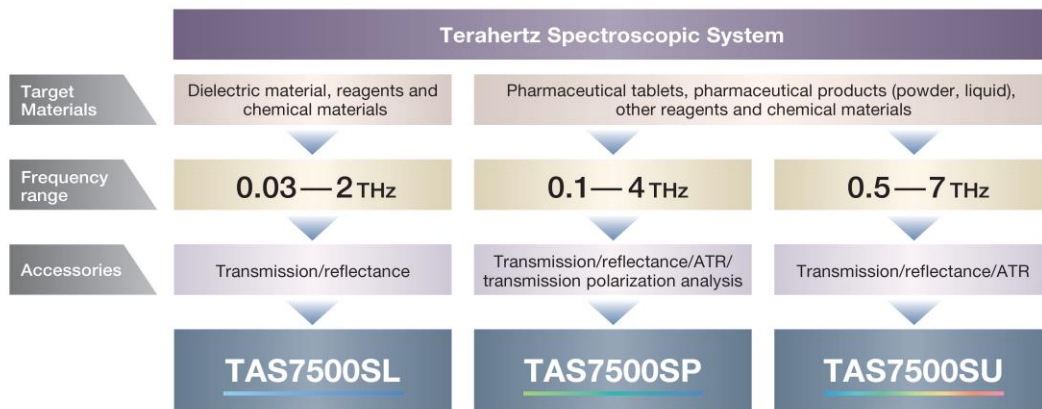 Terahertz Spectroscopic System
Target
Materials
Dielectric material, reagents and
chemical materials
Pharmaceutical tablets, pharmaceutical products (powder, liquid),
other reagents and chemical materials
Frequency
range
0.03—2 THz
0.1—4 THz
0.5—7 THz
Accessories
Transmission/reflectance
Transmission/reflectance/ATR/
transmission polarization analysis
Transmission/reflectance/ATR
TAS7500SL
TAS7500SP
TAS7500SU